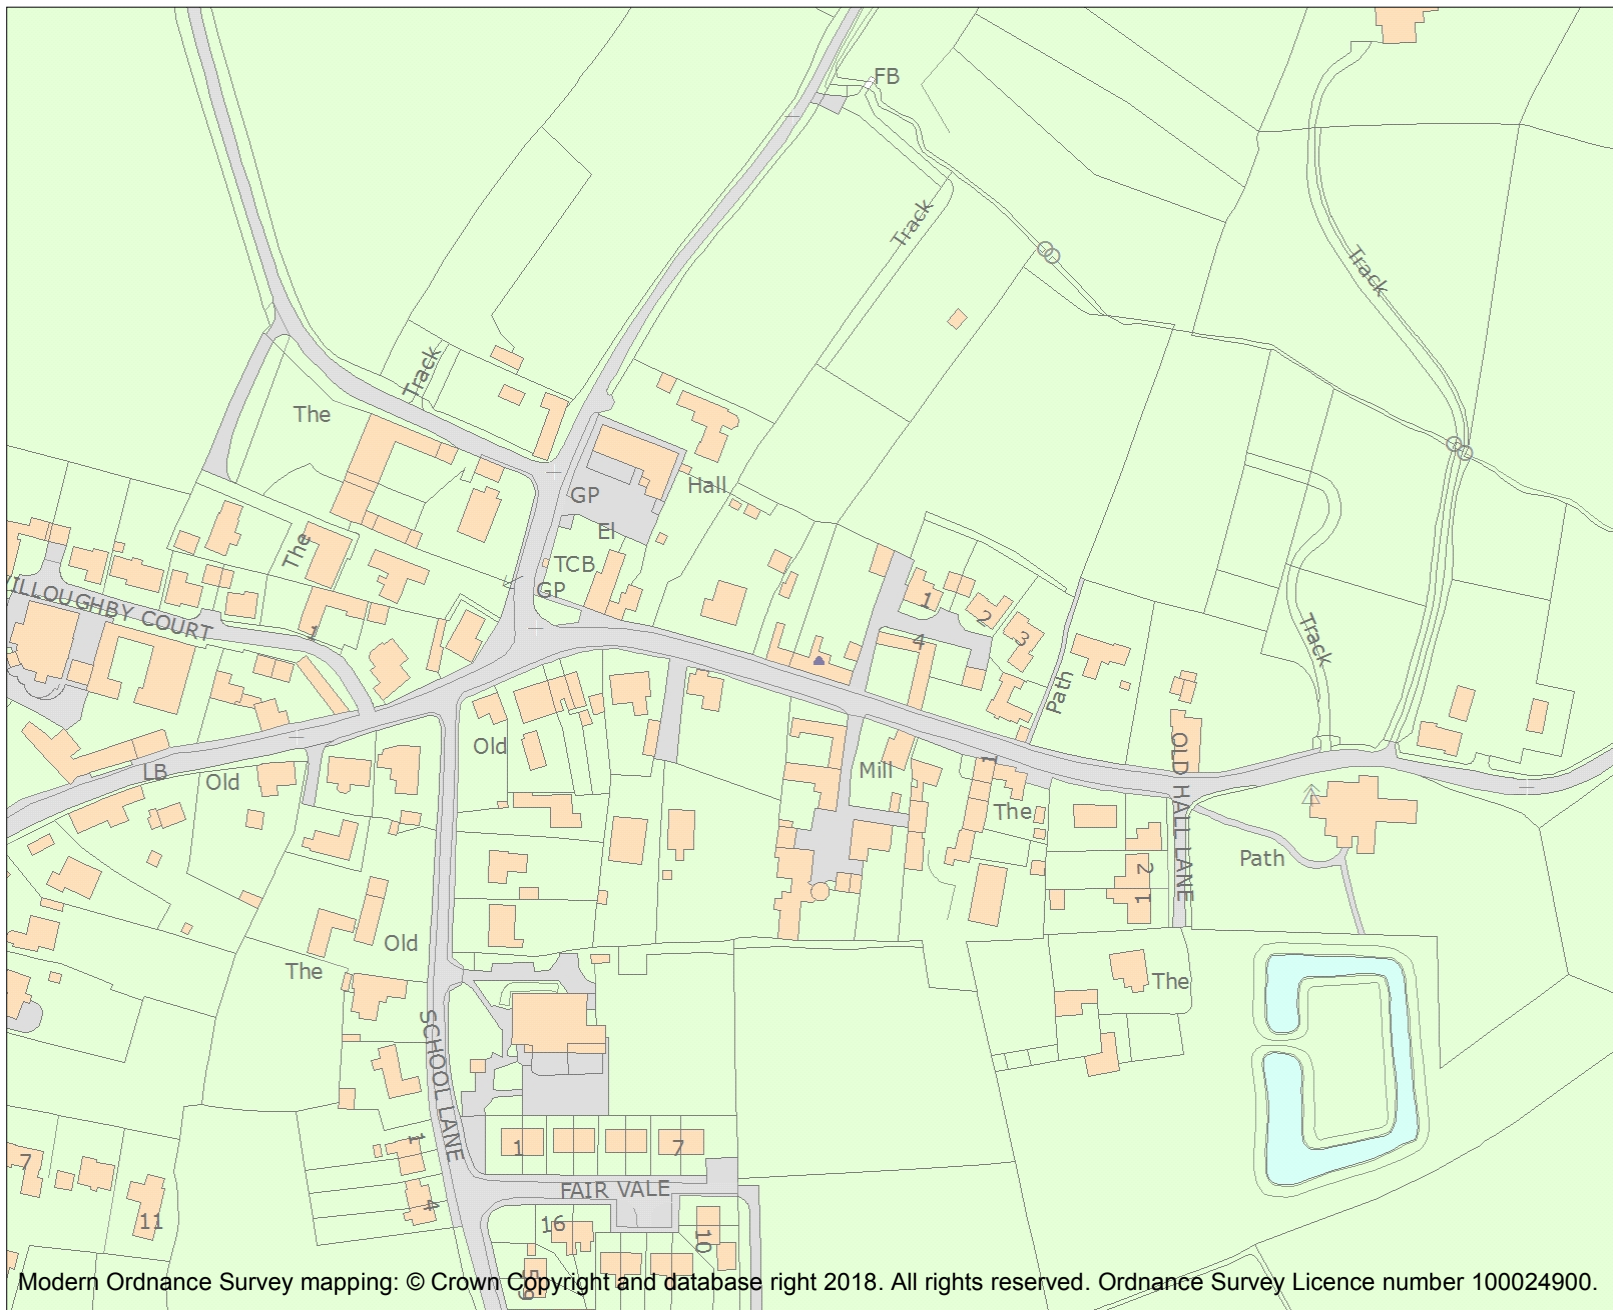 FB
Track
Track
Track
The
Hall
GP
El
The
TCB
GP
ILLOUGHBY COURT
1
1
2
3
4
Track
Path
Old
LB
Old
Mill
1
The
OLD HALL LANE
Path
2
1
Old
The
The
SCHOOL LANE
1
1
7
7
4
11
FAIR VALE
16
10
59
Modern Ordnance Survey mapping: © Crown Copyright and database right 2018. All rights reserved. Ordnance Survey Licence number 100024900.